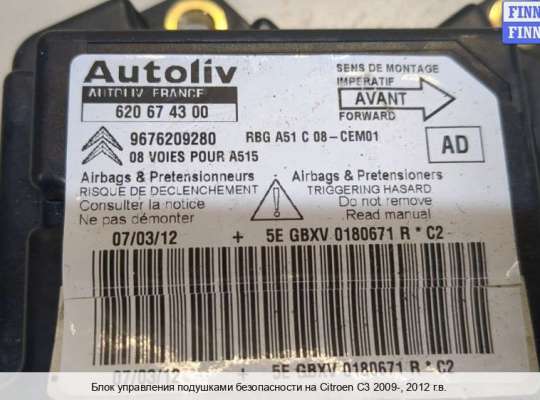 FINN
FINN
Autoliv
AUTOLIV FRANCE
620 67 43 00
SENS DE MONTAGE
IMPERATIF
AVANT
FORWARD
9676209280 RBG A51 C 08-CEM01
08 VOIES POUR A515
AD
Airbags & Pretensionneurs
RISQUE DE DECLENCHEMENT
Consulter la notice
Ne pas démonter
Airbags & Pretensioners
TRIGGERING HASARD
Do not remove
Read manual
07/03/12 + 5E GBXV 0180671 R * C2
07/03/12 + 5E GBXV 0180671 R * C2
Блок управления подушками безопасности на Citroen C3 2009-, 2012 г.в.